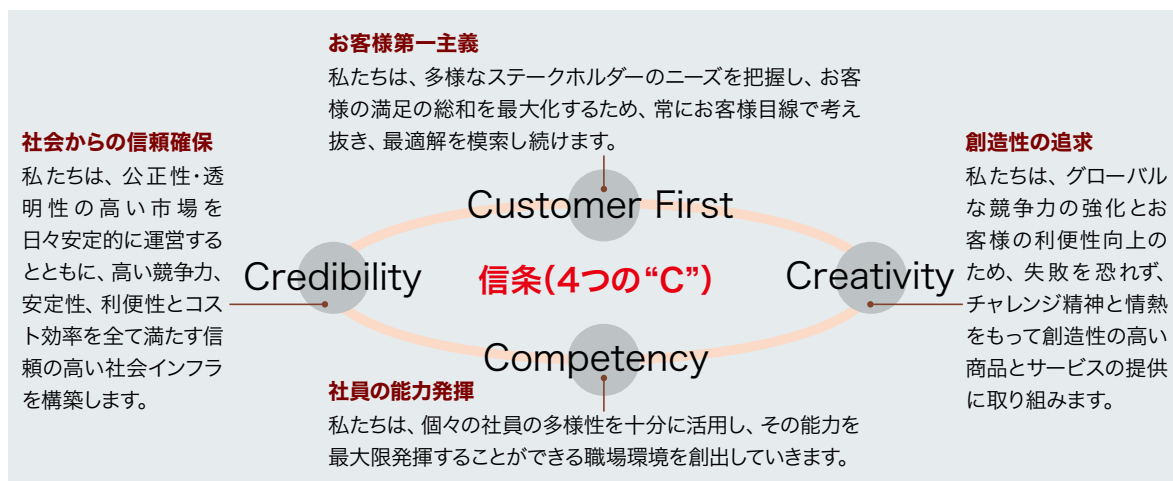 お客様第一主義
私たちは、多様なステークホルダーのニーズを把握し、お客
様の満足の総和を最大化するため、常にお客様目線で考え
抜き、最適解を模索し続けます。
社会からの信頼確保
私たちは、公正性・透
明性の高い市場を
日々安定的に運営する
とともに、高い競争力、
安定性、利便性とコス
ト効率を全て満たす信
頼の高い社会インフラ
を構築します。
創造性の追求
私たちは、グローバル
な競争力の強化とお
客様の利便性向上の
ため、失敗を恐れず、
チャレンジ精神と情熱
をもって創造性の高い
商品とサービスの提供
に取り組みます。
Customer First
Credibility
信条(4つの“C”)
Creativity
Competency
社員の能力発揮
私たちは、個々の社員の多様性を十分に活用し、その能力を
最大限発揮することができる職場環境を創出していきます。